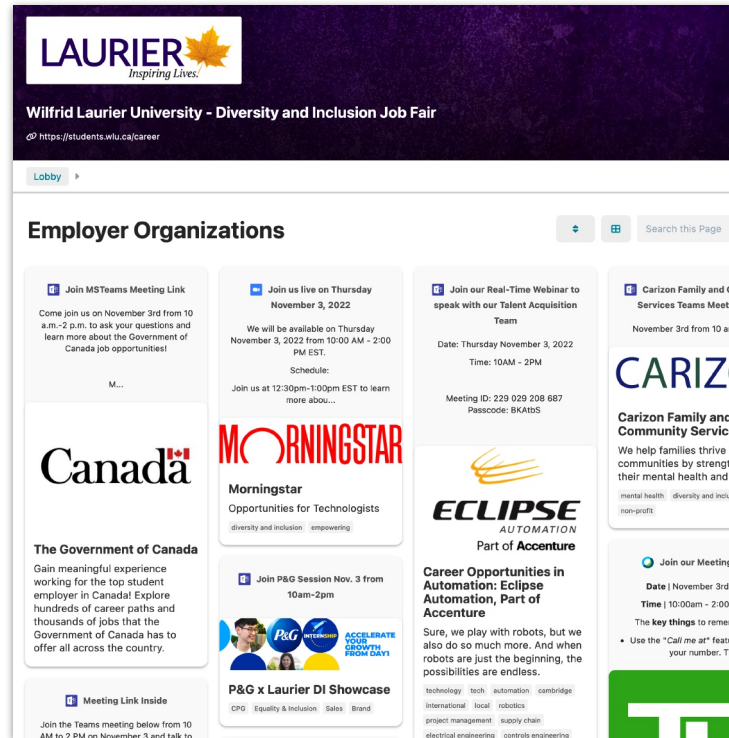 LAURIER
Inspiring Lives.
Wilfrid Laurier University - Diversity and Inclusion Job Fair
https://students.wlu.ca/career
Lobby
Employer Organizations
Search this Page
Join MSTeams Meeting Link
Come join us on November 3rd from 10
a.m.-2 p.m. to ask your questions and
learn more about the Government of
Canada job opportunities!
M...
Canada
The Government of Canada
Gain meaningful experience
working for the top student
employer in Canada! Explore
hundreds of career paths and
thousands of jobs that the
Government of Canada has to
offer all across the country.
Meeting Link Inside
Join the Teams meeting below from 10
AM to 2 PM on November 3 and talk to
Join us live on Thursday
November 3, 2022
We will be available on Thursday
November 3, 2022 from 10:00 AM - 2:00
PM EST.
Schedule:
Join us at 12:30pm-1:00pm EST to learn
more abou...
MORNINGSTAR
Morningstar
Opportunities for Technologists
diversity and inclusion empowering
Join P&G Session Nov. 3 from
10am-2pm
P&G INTERNSHIP
ACCELERATE
YOUR
GROWTH
FROM DAY1
P&G x Laurier DI Showcase
CPG Equality & Inclusion Sales Brand
Join our Real-Time Webinar to
speak with our Talent Acquisition
Team
Date: Thursday November 3, 2022
Time: 10AM - 2PM
Meeting ID: 229 029 208 687
Passcode: BKAtbS
ECLIPSE
AUTOMATION
Part of Accenture
Career Opportunities in
Automation: Eclipse
Automation, Part of
Accenture
Sure, we play with robots, but we
also do so much more. And when
robots are just the beginning, the
possibilities are endless.
technology tech automation cambridge
international local robotics
project management supply chain
electrical engineering controls engineering
Carizon Family and
Services Teams Meet
November 3rd from 10 a
CARIZ
Carizon Family and
Community Servic
We help families thrive
communities by streng
their mental health and
mental health diversity and inclu
non-profit
Join our Meeting
Date | November 3rd
Time | 10:00am - 2:00
The key things to reme
• Use the "Call me at" feat
your number. T